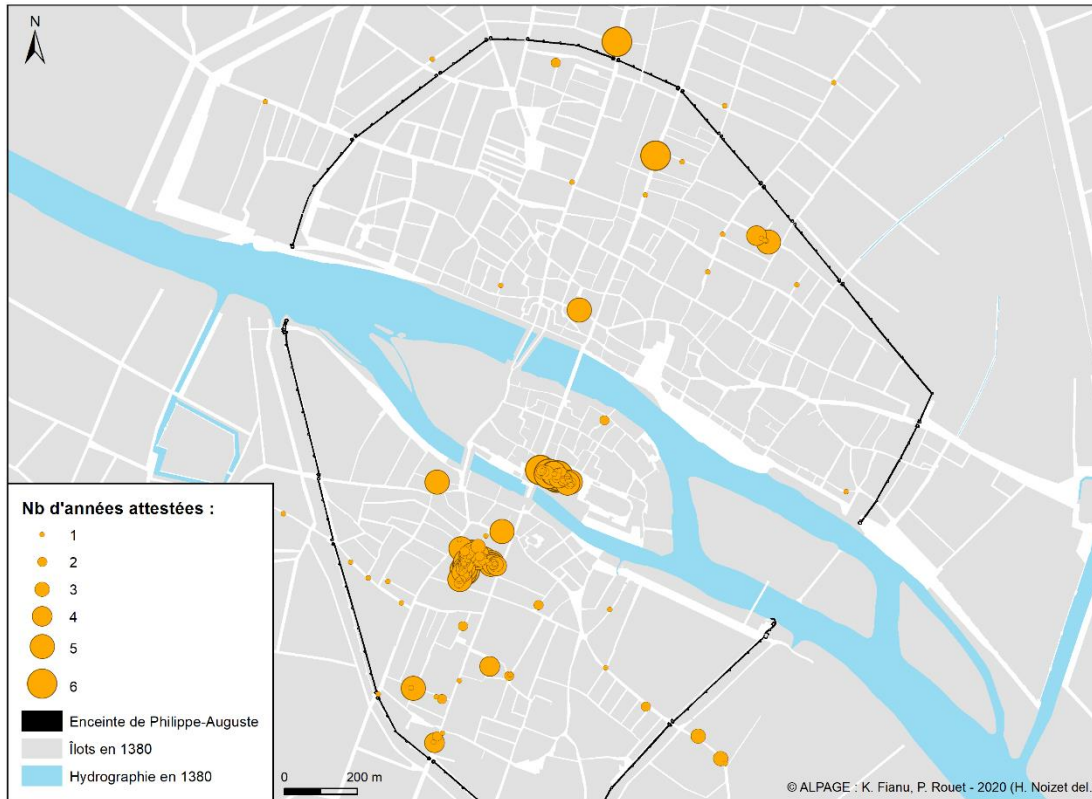 N
Nb d'années attestées :
1
2
3
4
5
6
Enceinte de Philippe-Auguste
Îlots en 1380
Hydrographie en 1380
0 200 m
© ALPAGE : K. Fianu, P. Rouet - 2020 (H. Noizet del